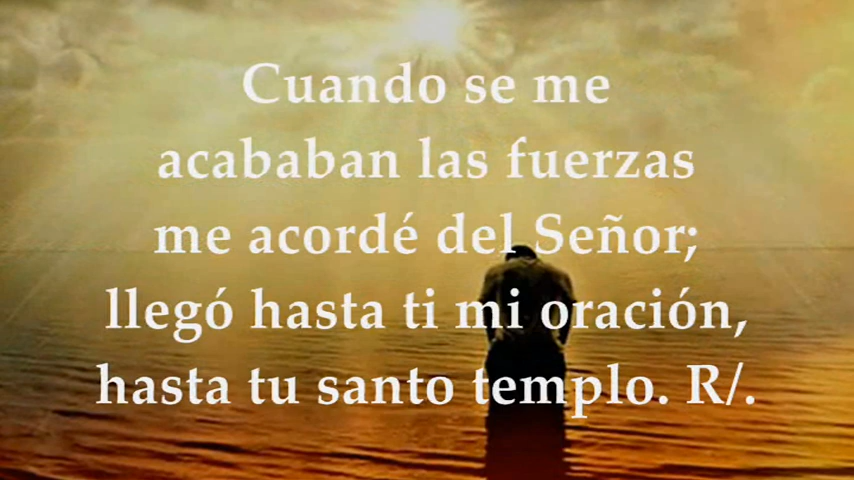 Cuando se me
acababan las fuerzas
me acordé del Señor;
llegó hasta ti mi oración,
hasta tu santo templo. R/.